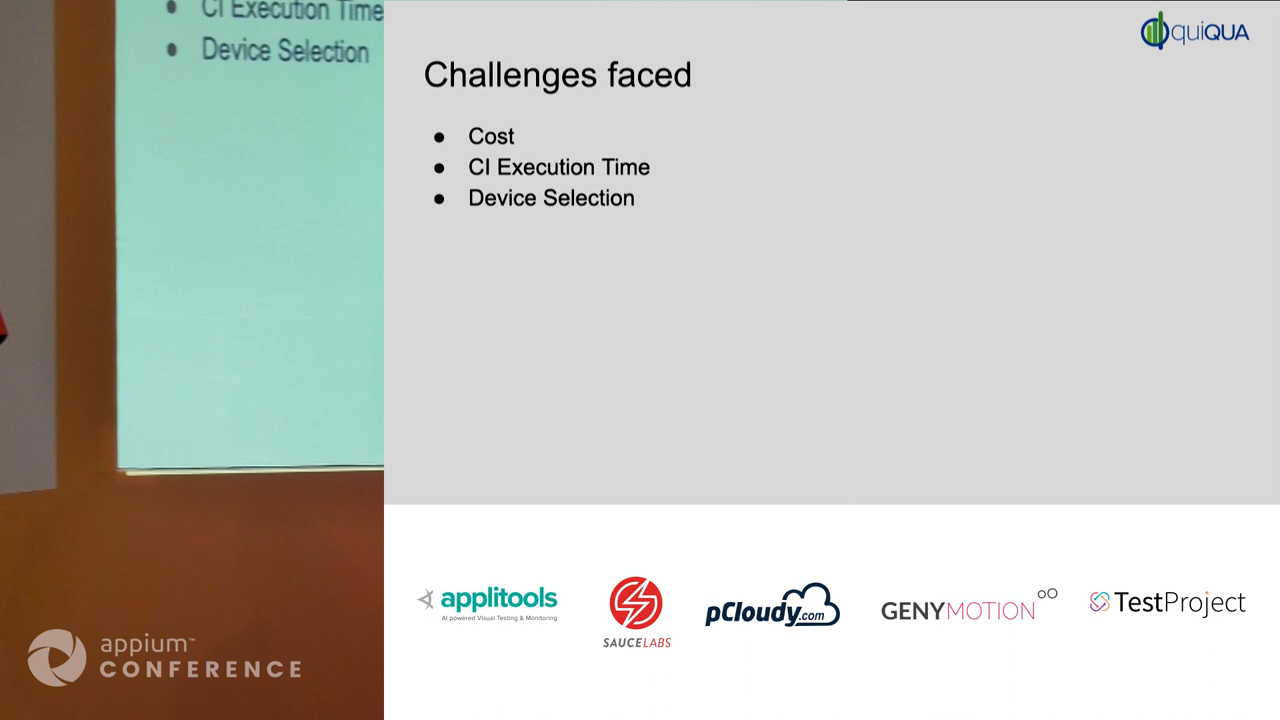 CI Execution Time
Device Selection
quiQUA
Challenges faced
● Cost
● CI Execution Time
● Device Selection
applitools
AI powered Visual Testing & Monitoring
SAUCELABS
pCloudy.com
GENYMOTION
TestProject
appium™
CONFERENCE